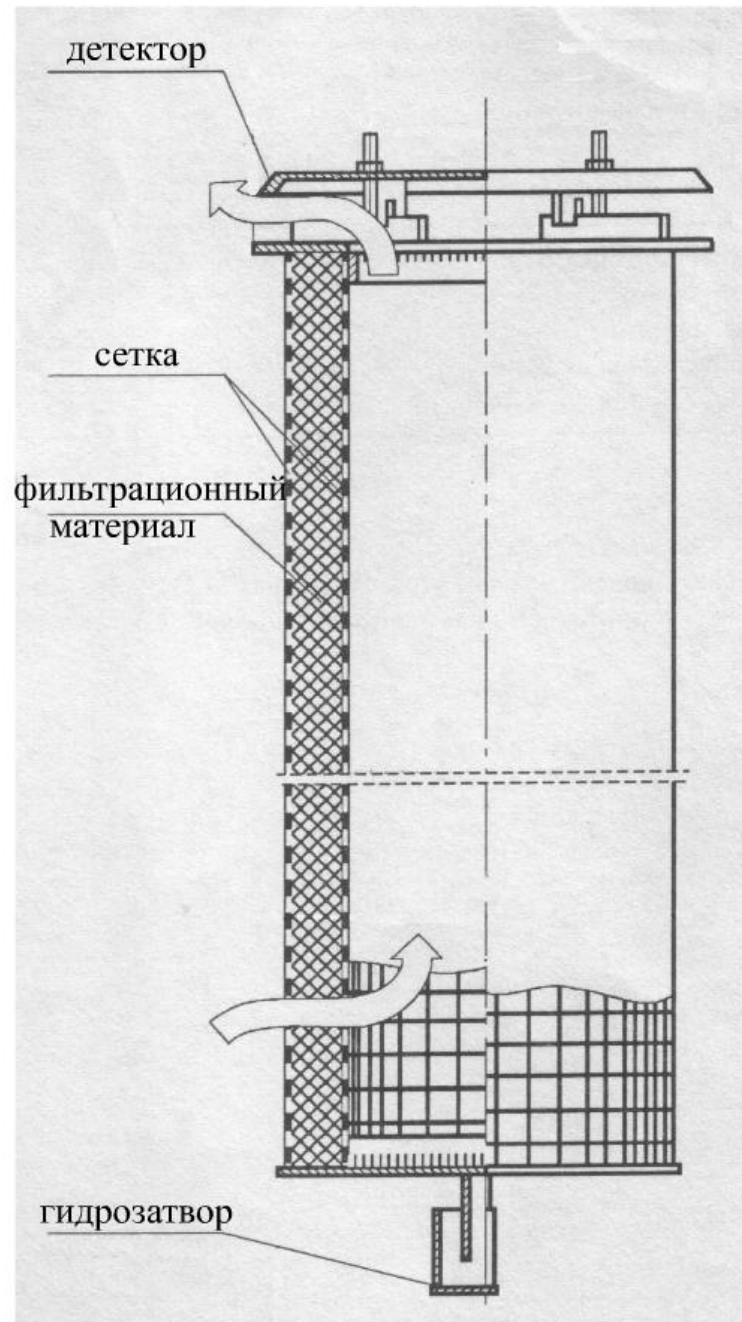 детектор
сетка
фильтрационный
материал
гидрозатвор